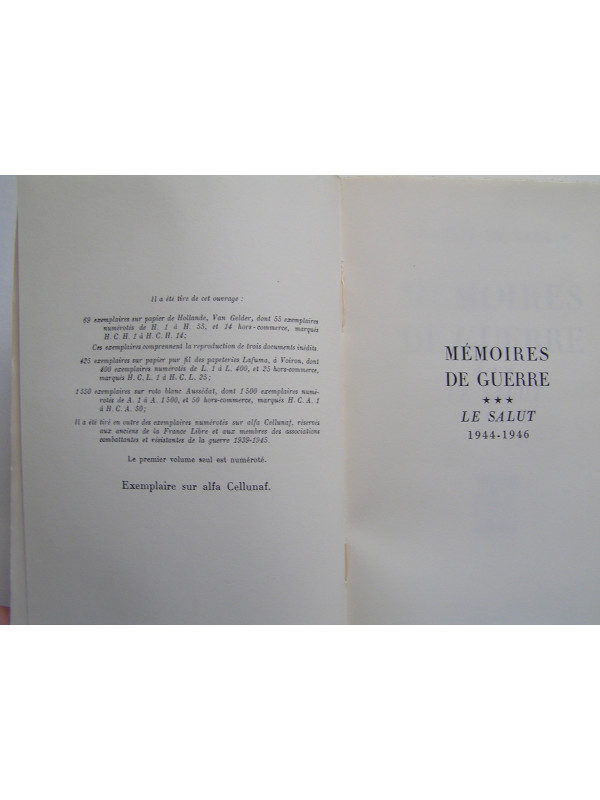 Il a été tiré de cet ouvrage :
69 exemplaires sur papier de Hollande, Van Gelder, dont 55 exemplaires
numérotés de H. 1 à H. 55, et 14 hors-commerce, marqués
H. C. H. 1 à H. C. H. 14;
Ces exemplaires comprennent la reproduction de trois documents inédits.
425 exemplaires sur papier pur fil des papeteries Lafuma, à Voiron, dont
400 exemplaires numérotés de L. 1 à L. 400, et 25 hors-commerce,
marqués H. C. L. 1 à H. C. L. 25;
1 550 exemplaires sur roto blanc Aussédat, dont 1 500 exemplaires numé-
rotés de A. 1 à A. 1 500, et 50 hors-commerce, marqués H. C. A. 1
à H. C. A. 50;
Il a été tiré en outre des exemplaires numérotés sur alfa Cellunaf, réservés
aux anciens de la France Libre et aux membres des associations
combattantes et résistantes de la guerre 1939-1945.
Le premier volume seul est numéroté.
Exemplaire sur alfa Cellunaf.
MÉMOIRES
DE GUERRE
★★★
LE SALUT
1944-1946